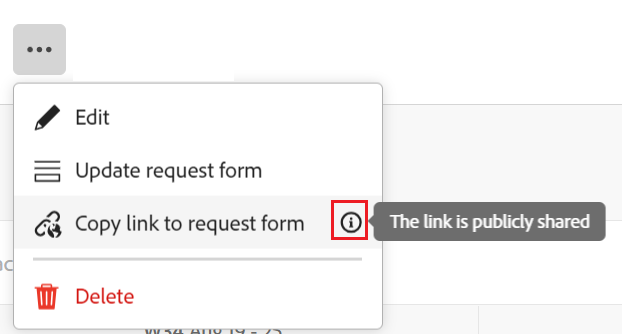 Edit
Update request form
Copy link to request form
The link is publicly shared
Delete